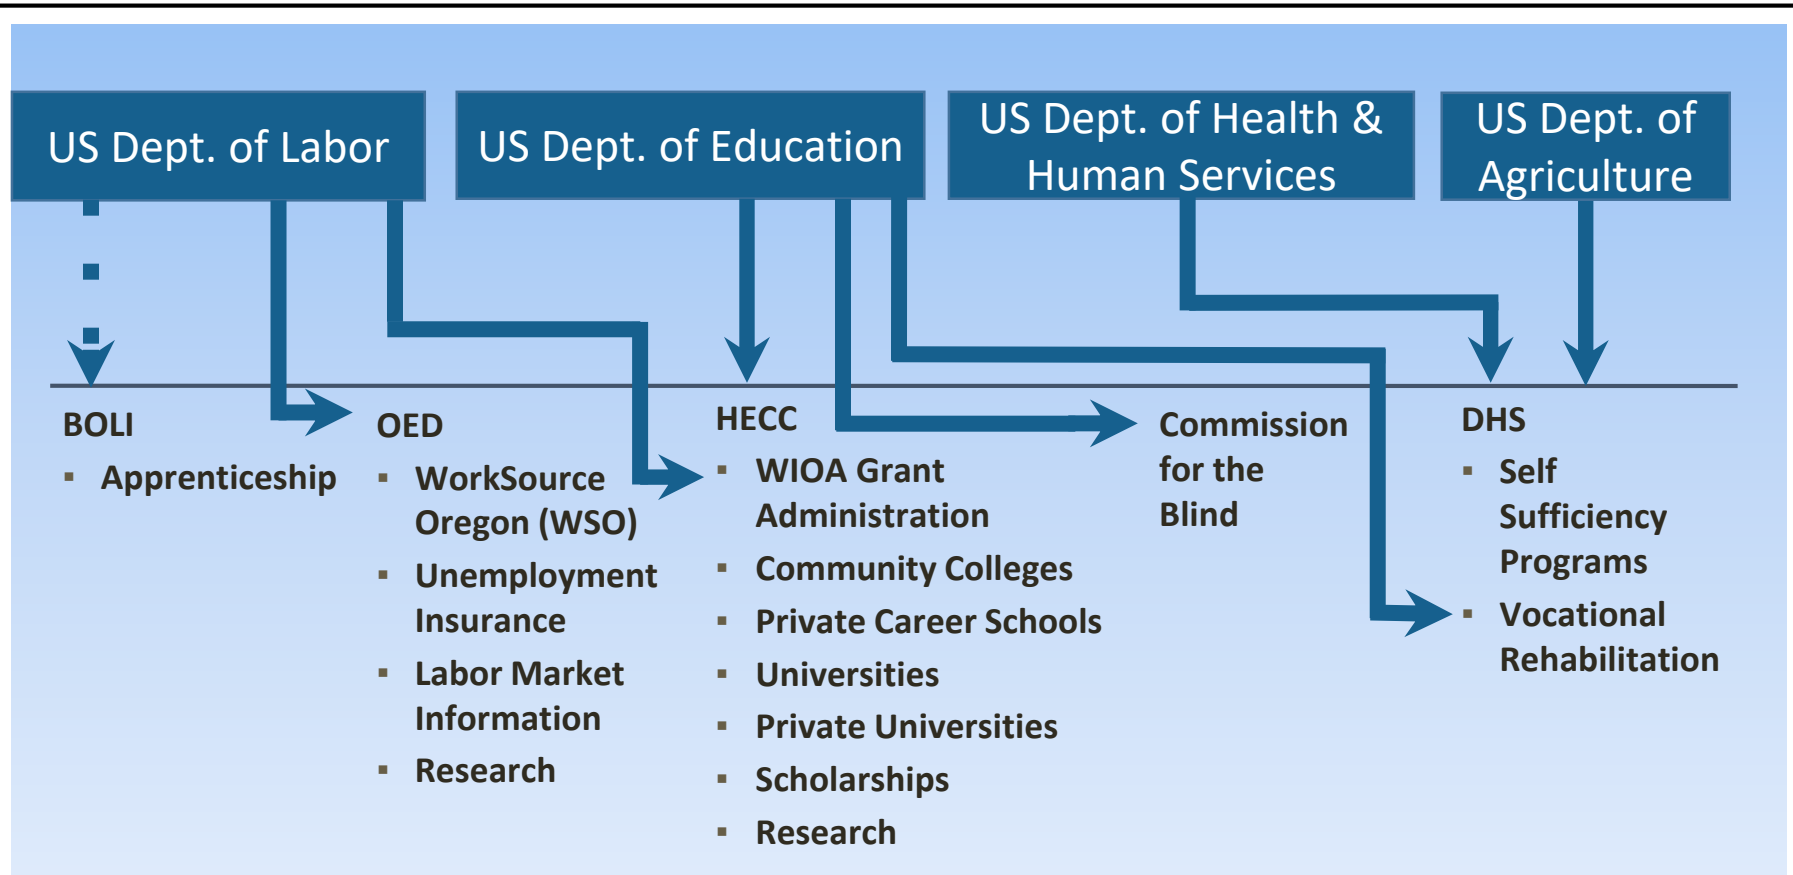 US Dept. of Labor
US Dept. of Education
US Dept. of Health &
Human Services
US Dept. of
Agriculture
BOLI
▪ Apprenticeship
OED
▪ WorkSource
Oregon (WSO)
▪ Unemployment
Insurance
▪ Labor Market
Information
▪ Research
HECC
▪ WIOA Grant
Administration
▪ Community Colleges
▪ Private Career Schools
▪ Universities
▪ Private Universities
▪ Scholarships
▪ Research
Commission
for the
Blind
DHS
▪ Self
Sufficiency
Programs
▪ Vocational
Rehabilitation